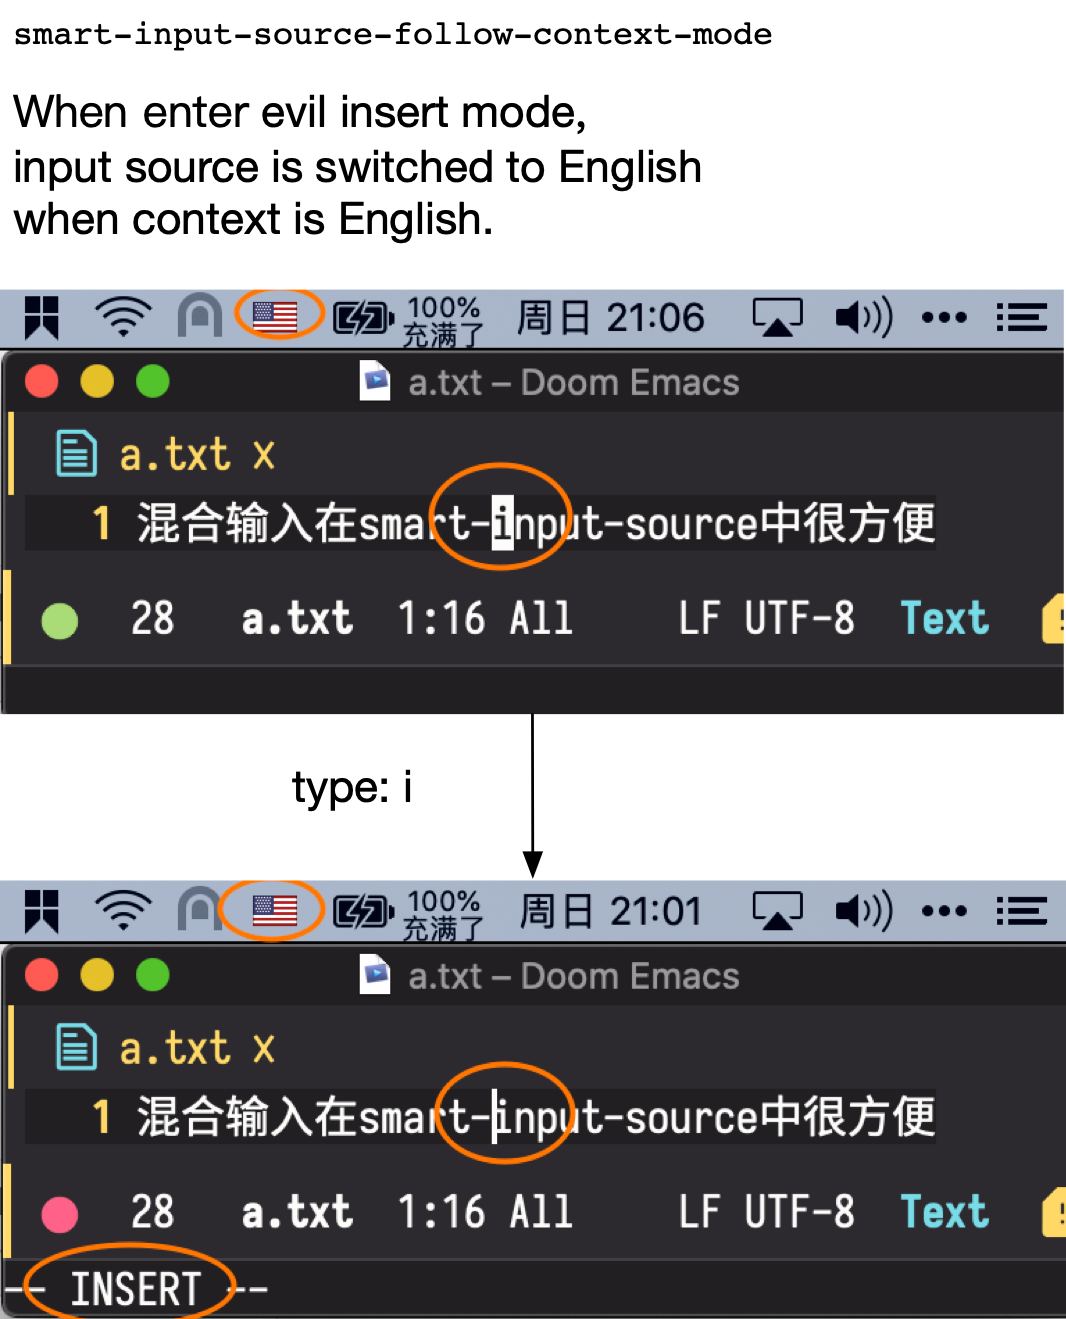 smart-input-source-follow-context-mode
When enter evil insert mode,
input source is switched to English
when context is English.
100%
充满了
周日 21:06
a.txt – Doom Emacs
a.txt x
1 混合输入在smart-input-source中很方便
28 a.txt 1:16 All LF UTF-8 Text
type: i
100%
充满了
周日 21:01
a.txt – Doom Emacs
a.txt x
1 混合输入在smart-input-source中很方便
28 a.txt 1:16 All LF UTF-8 Text
-- INSERT --